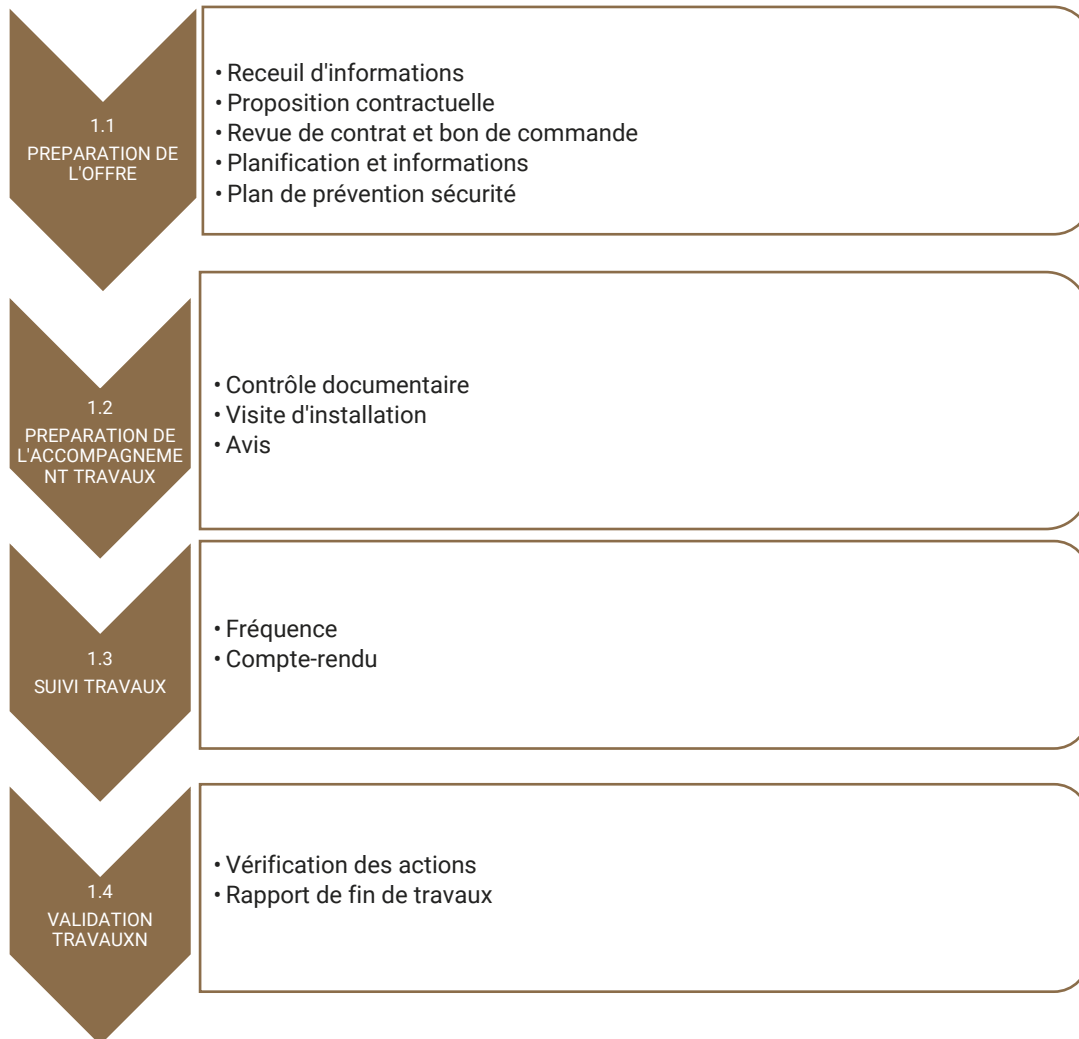 1.1
PREPARATION DE
L'OFFRE
• Receuil d'informations
• Proposition contractuelle
• Revue de contrat et bon de commande
• Planification et informations
• Plan de prévention sécurité
1.2
PREPARATION DE
L'ACCOMPAGNEME
NT TRAVAUX
• Contrôle documentaire
• Visite d'installation
• Avis
1.3
SUIVI TRAVAUX
• Fréquence
• Compte-rendu
1.4
VALIDATION
TRAVAUXN
• Vérification des actions
• Rapport de fin de travaux